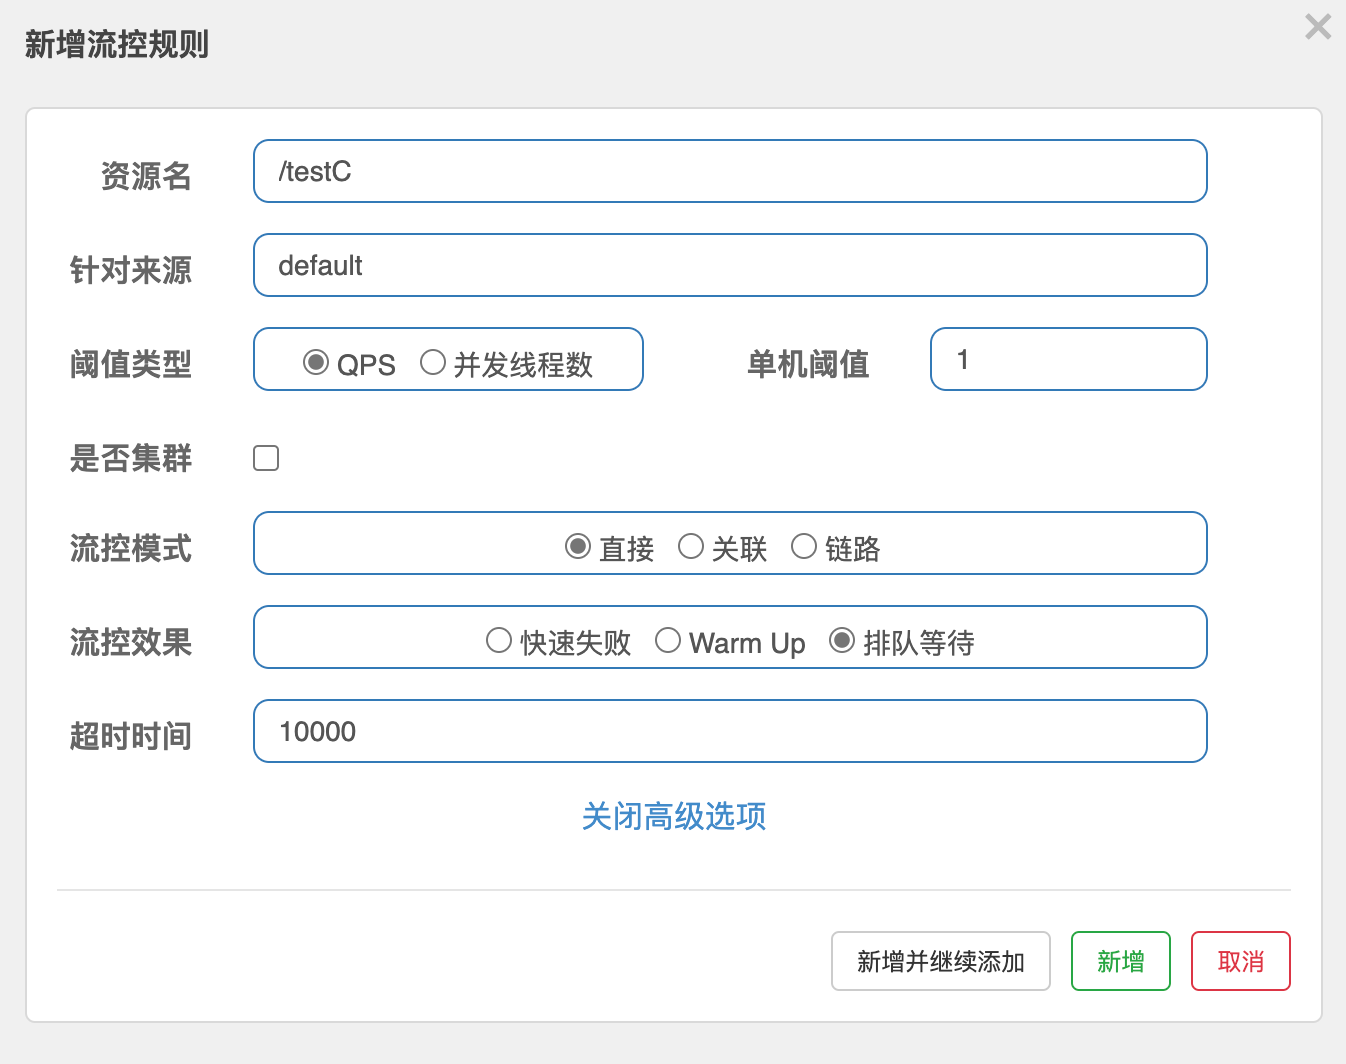 新增流控规则
资源名 /testC
针对来源 default
阈值类型 QPS 并发线程数 单机阈值 1
是否集群
流控模式 直接 关联 链路
流控效果 快速失败 Warm Up 排队等待
超时时间 10000
关闭高级选项
新增并继续添加 新增 取消